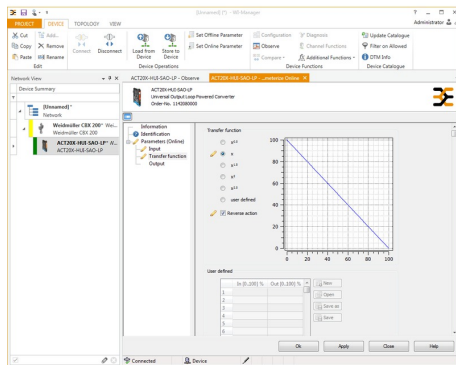 [Unnamed] (*) - WI-Manager
PROJECT DEVICE TOPOLOGY VIEW Administrator
Cut Add...
Copy Remove
Paste Rename
Edit
Connect Disconnect
Load from Device
Store to Device
Device Operations
Set Offline Parameter
Set Online Parameter
Configuration Diagnosis
Observe Channel Functions
Compare Additional Functions
Device Functions
Update Catalogue
Filter on Allowed
DTM Info
Device Catalogue
Network View
Device Summary
[Unnamed]*
Network
Weidmüller CBX 200* Wei...
Weidmüller CBX 200
ACT20X-HUI-SAO-LP* W...
ACT20X-HUI-SAO-LP
ACT20X-HUI-SAO-LP - Observe
ACT20X-HUI-SAO-LP
Universal Output Loop Powered Converter
Order-No. 1142080000
Information
Identification
Parameters (Online)
Input
Transfer function
Output
Transfer function
x
user defined
Reverse action
100
80
60
40
20
0
0 20 40 60 80 100
User defined
In [0..100] % Out [0..100] %
1
2
3
4
5
6
New
Open
Save as
Save
Ok Apply Close Help
Connected Device